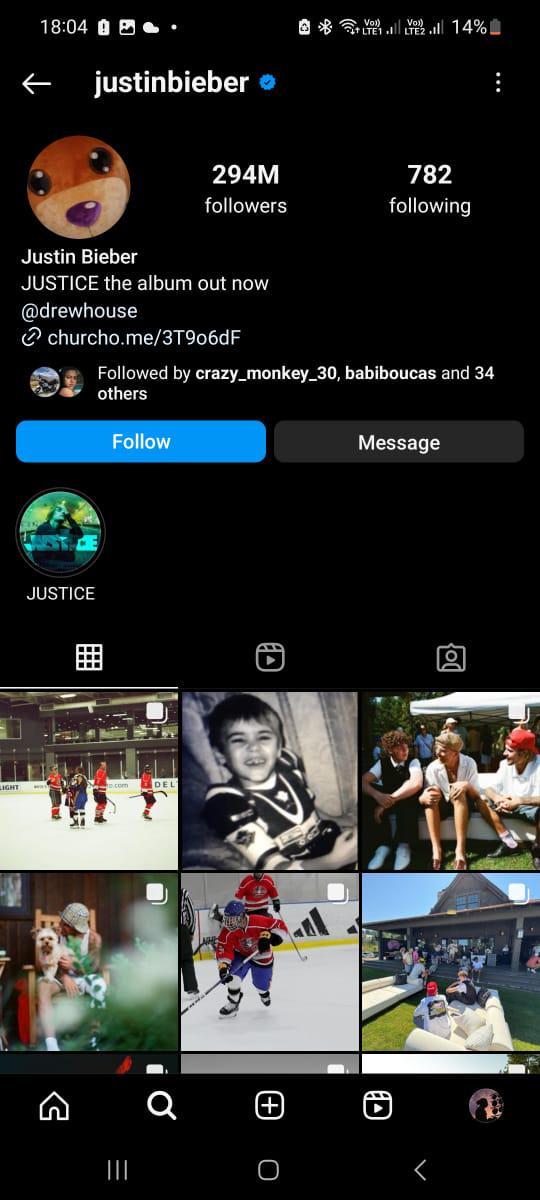 18:04
Vo)) LTE1 Vo)) LTE2 14%
justinbieber
294M 782
followers following
Justin Bieber
JUSTICE the album out now
@drewhouse
churcho.me/3T9o6dF
Followed by crazy_monkey_30, babiboucas and 34
others
Follow Message
JUSTICE
JUSTICE